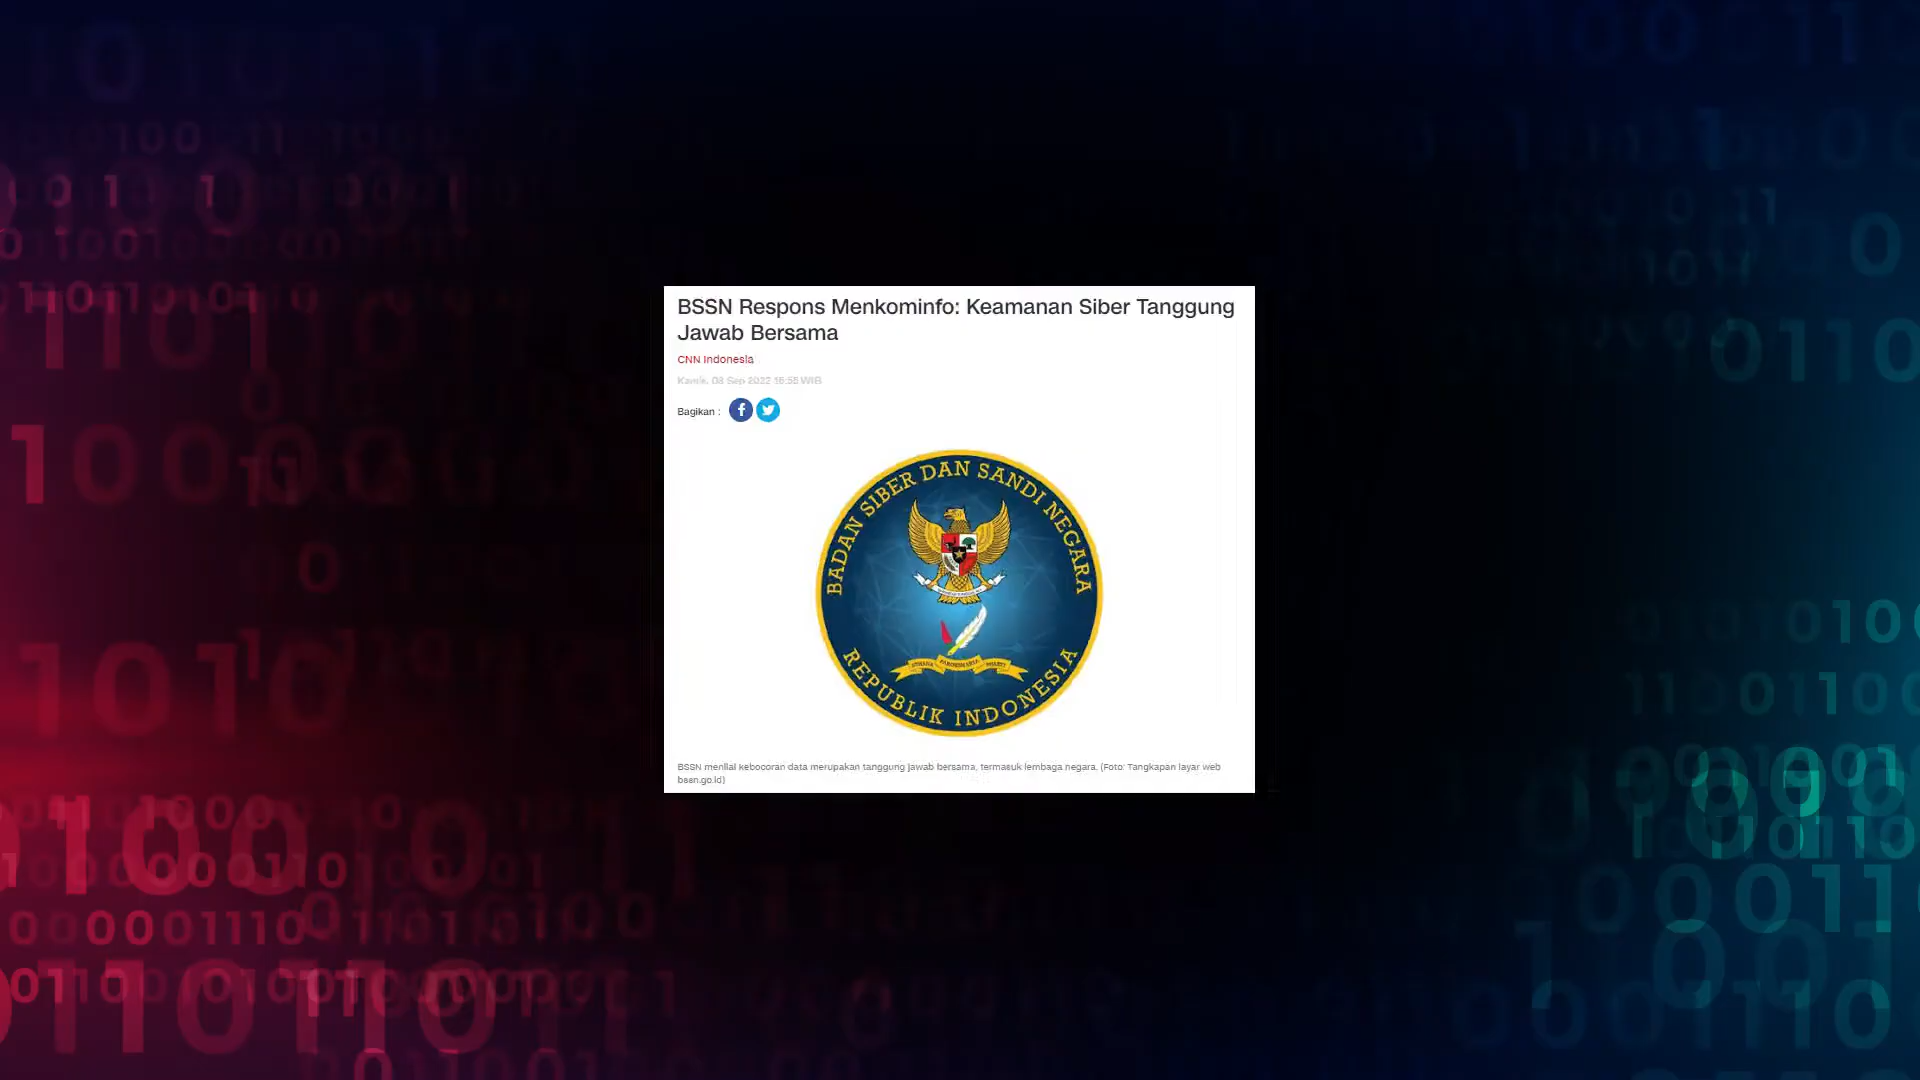 BSSN Respons Menkominfo: Keamanan Siber Tanggung
Jawab Bersama
CNN Indonesia
Kamis, 08 Sep 2022 16:55 WIB
Bagikan :
BADAN SIBER DAN SANDI NEGARA
REPUBLIK INDONESIA
BSSN menilai kebocoran data merupakan tanggung jawab bersama, termasuk lembaga negara. (Foto: Tangkapan layar web
bssn.go.id)